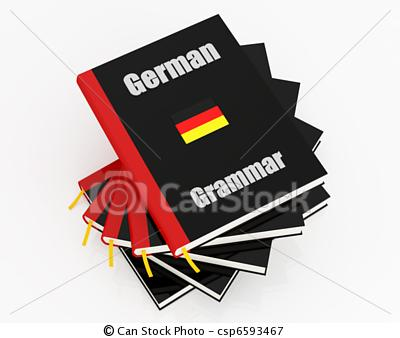 German
Grammar
© Can Stock Photo
© Can Stock Photo - csp6593467